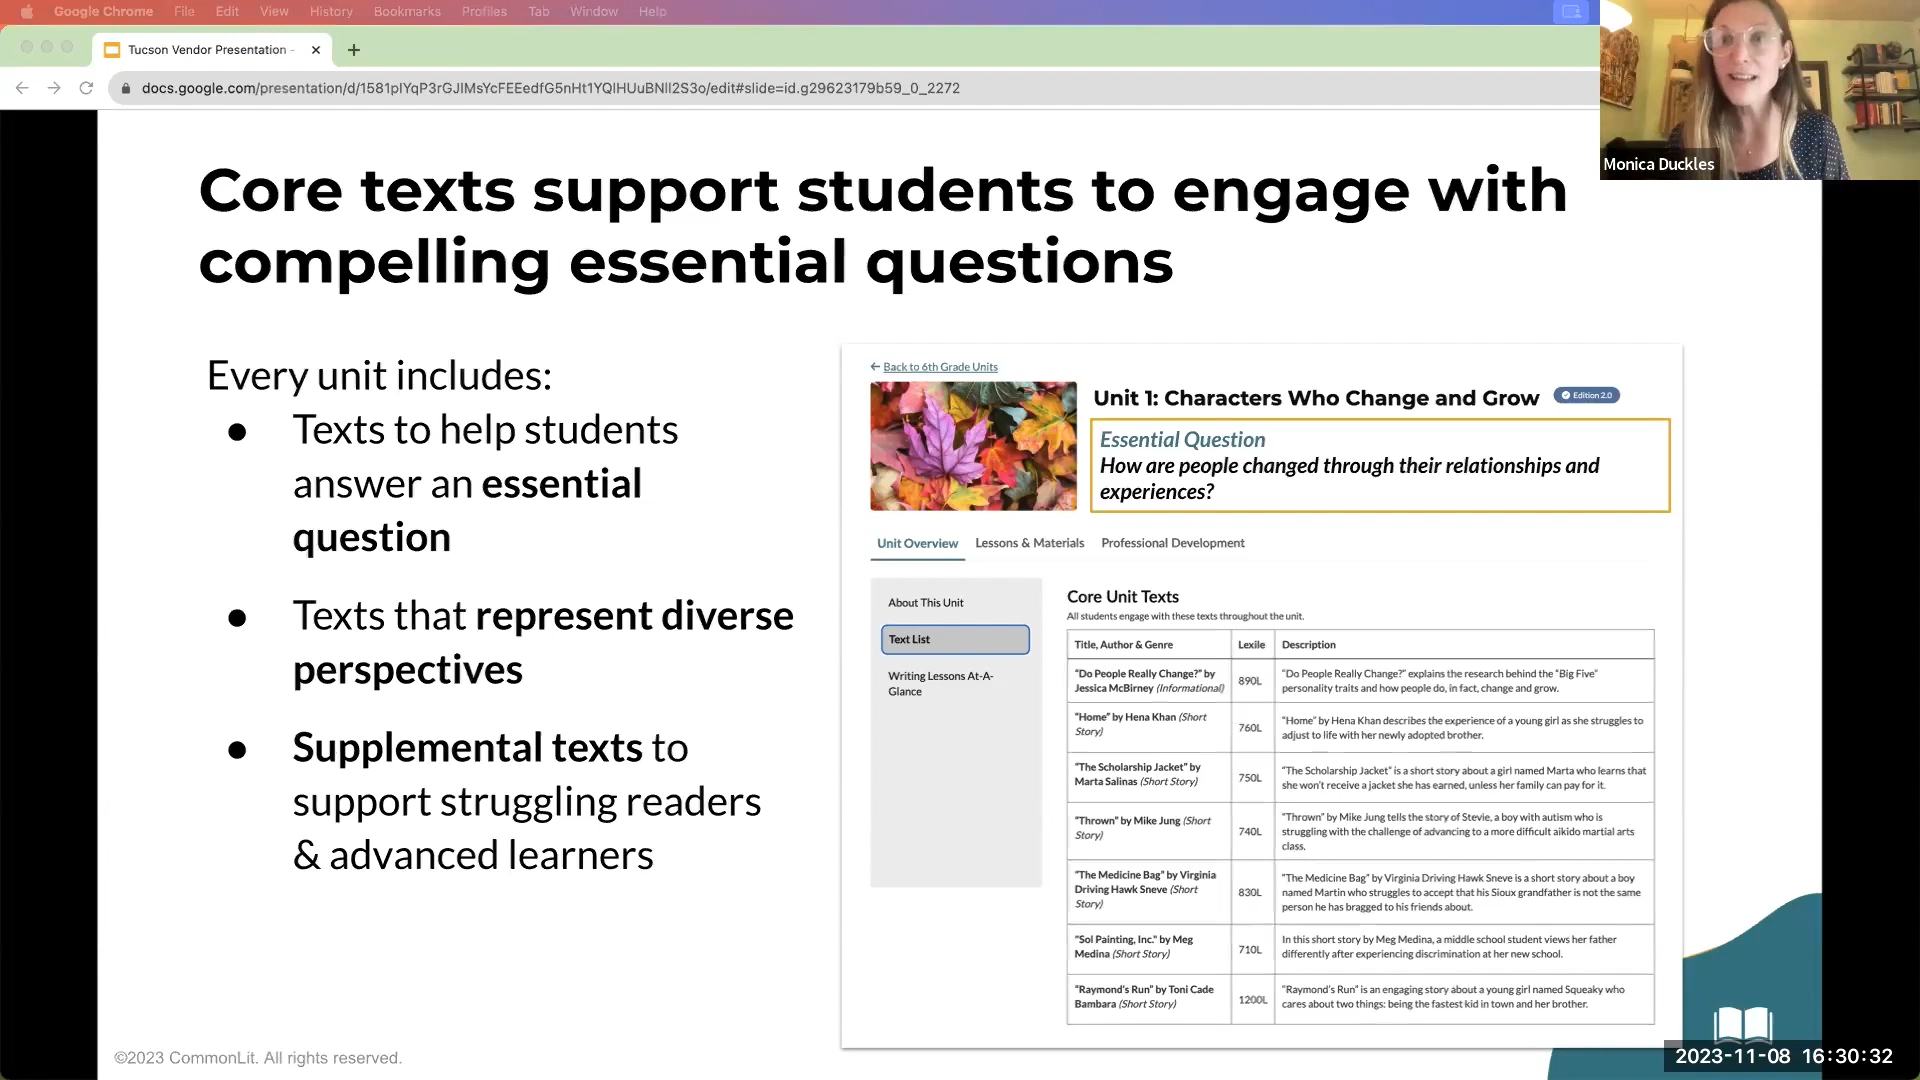 Google Chrome File Edit View History Bookmarks Profiles Tab Window Help
Tucson Vendor Presentation -
Monica Duckles
Core texts support students to engage with
compelling essential questions
Every unit includes:
● Texts to help students
answer an essential
question
● Texts that represent diverse
perspectives
● Supplemental texts to
support struggling readers
& advanced learners
← Back to 6th Grade Units
Unit 1: Characters Who Change and Grow
Edition 2.0
Essential Question
How are people changed through their relationships and
experiences?
Unit Overview Lessons & Materials Professional Development
About This Unit
Text List
Writing Lessons At-A-
Glance
Core Unit Texts
All students engage with these texts throughout the unit.
Title, Author & Genre Lexile Description
"Do People Really Change?" by
Jessica McBirney (Informational)
890L
"Do People Really Change?" explains the research behind the "Big Five"
personality traits and how people do, in fact, change and grow.
"Home" by Hena Khan (Short
Story)
760L
"Home" by Hena Khan describes the experience of a young girl as she struggles to
adjust to life with her newly adopted brother.
"The Scholarship Jacket" by
Marta Salinas (Short Story)
750L
"The Scholarship Jacket" is a short story about a girl named Marta who learns that
she won't receive a jacket she has earned, unless her family can pay for it.
"Thrown" by Mike Jung (Short
Story)
740L
"Thrown" by Mike Jung tells the story of Stevie, a boy with autism who is
struggling with the challenge of advancing to a more difficult aikido martial arts
class.
"The Medicine Bag" by Virginia
Driving Hawk Sneve (Short
Story)
830L
"The Medicine Bag" by Virginia Driving Hawk Sneve is a short story about a boy
named Martin who struggles to accept that his Sioux grandfather is not the same
person he has bragged to his friends about.
"Sol Painting, Inc." by Meg
Medina (Short Story)
710L
In this short story by Meg Medina, a middle school student views her father
differently after experiencing discrimination at her new school.
"Raymond's Run" by Toni Cade
Bambara (Short Story)
1200L
"Raymond's Run" is an engaging story about a young girl named Squeaky who
cares about two things: being the fastest kid in town and her brother.
©2023 CommonLit. All rights reserved.
2023-11-08 16:30:32